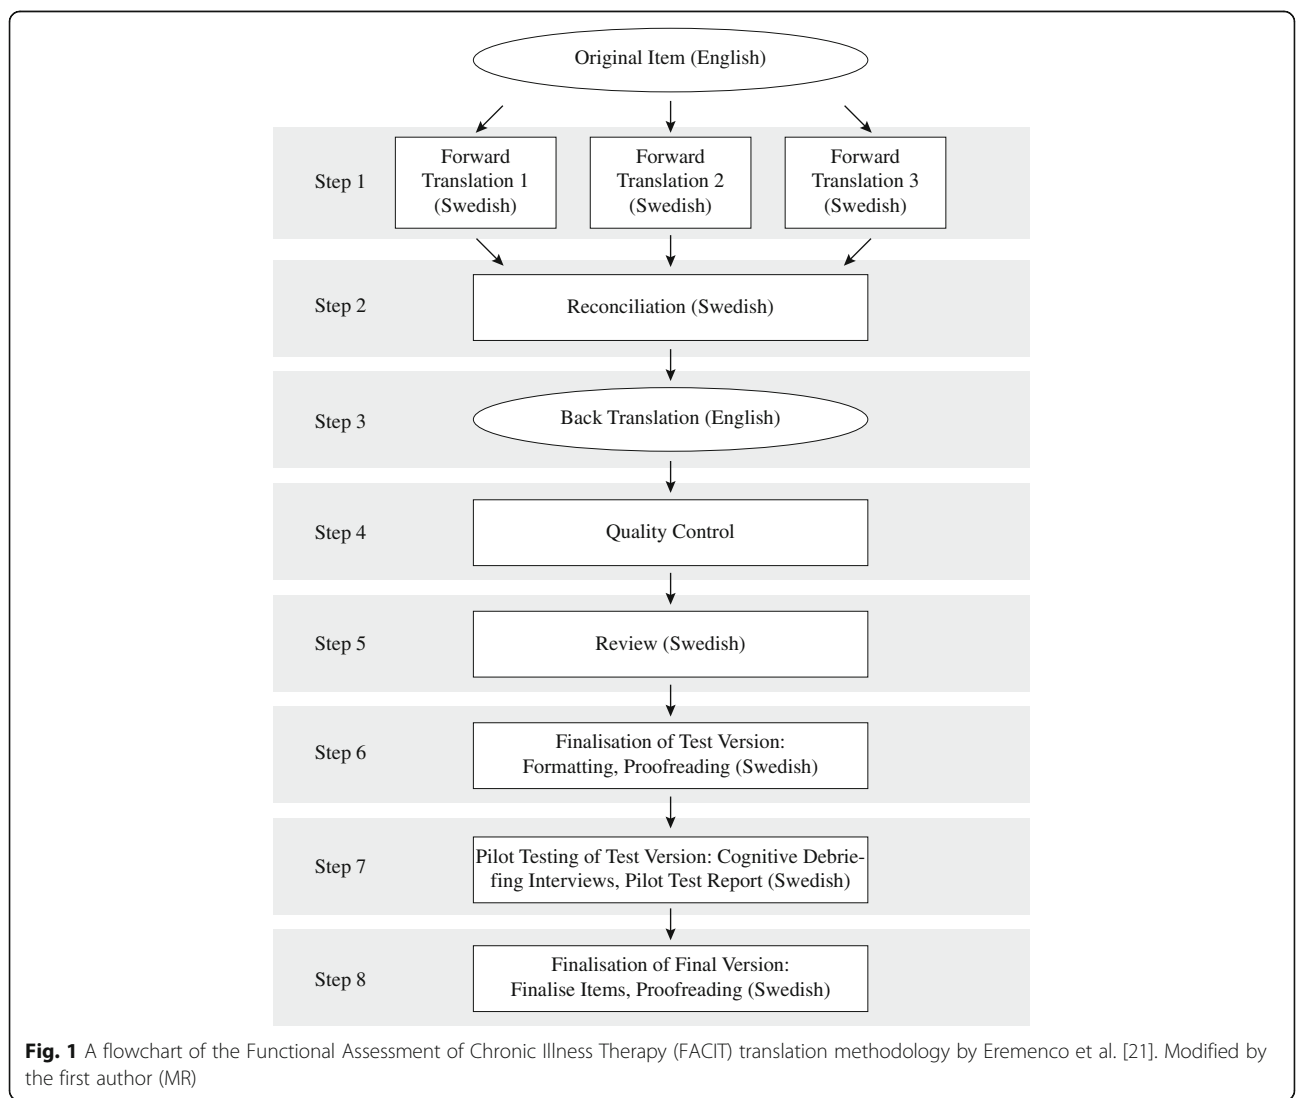 Original Item (English)
Step 1
Forward
Translation 1
(Swedish)
Forward
Translation 2
(Swedish)
Forward
Translation 3
(Swedish)
Step 2
Reconciliation (Swedish)
Step 3
Back Translation (English)
Step 4
Quality Control
Step 5
Review (Swedish)
Step 6
Finalisation of Test Version:
Formatting, Proofreading (Swedish)
Step 7
Pilot Testing of Test Version: Cognitive Debrie-
fing Interviews, Pilot Test Report (Swedish)
Step 8
Finalisation of Final Version:
Finalise Items, Proofreading (Swedish)
Fig. 1 A flowchart of the Functional Assessment of Chronic Illness Therapy (FACIT) translation methodology by Eremenco et al. [21]. Modified by
the first author (MR)